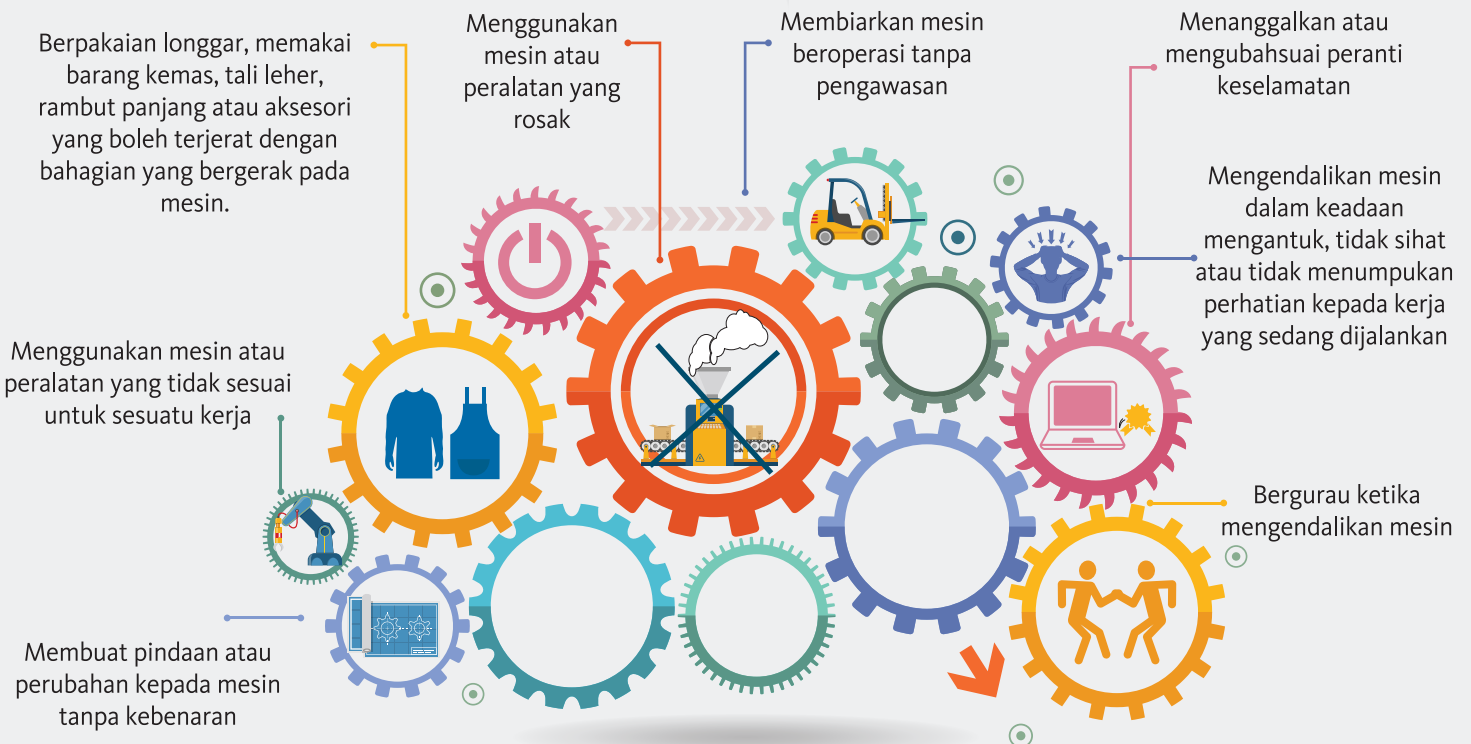 Berpakaian longgar, memakai
barang kemas, tali leher,
rambut panjang atau aksesori
yang boleh terjerat dengan
bahagian yang bergerak pada
mesin.
Menggunakan
mesin atau
peralatan yang
rosak
Membiarkan mesin
beroperasi tanpa
pengawasan
Menanggalkan atau
mengubahsuai peranti
keselamatan
Mengendalikan mesin
dalam keadaan
mengantuk, tidak sihat
atau tidak menumpukan
perhatian kepada kerja
yang sedang dijalankan
Menggunakan mesin atau
peralatan yang tidak sesuai
untuk sesuatu kerja
Bergurau ketika
mengendalikan mesin
Membuat pindaan atau
perubahan kepada mesin
tanpa kebenaran